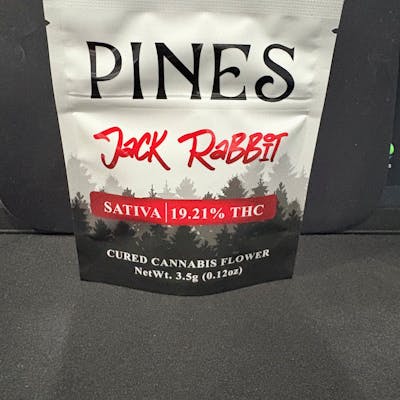 PINES
Jack Rabbit
SATIVA|19.21% THC
CURED CANNABIS FLOWER
NetWt. 3.5g (0.12oz)